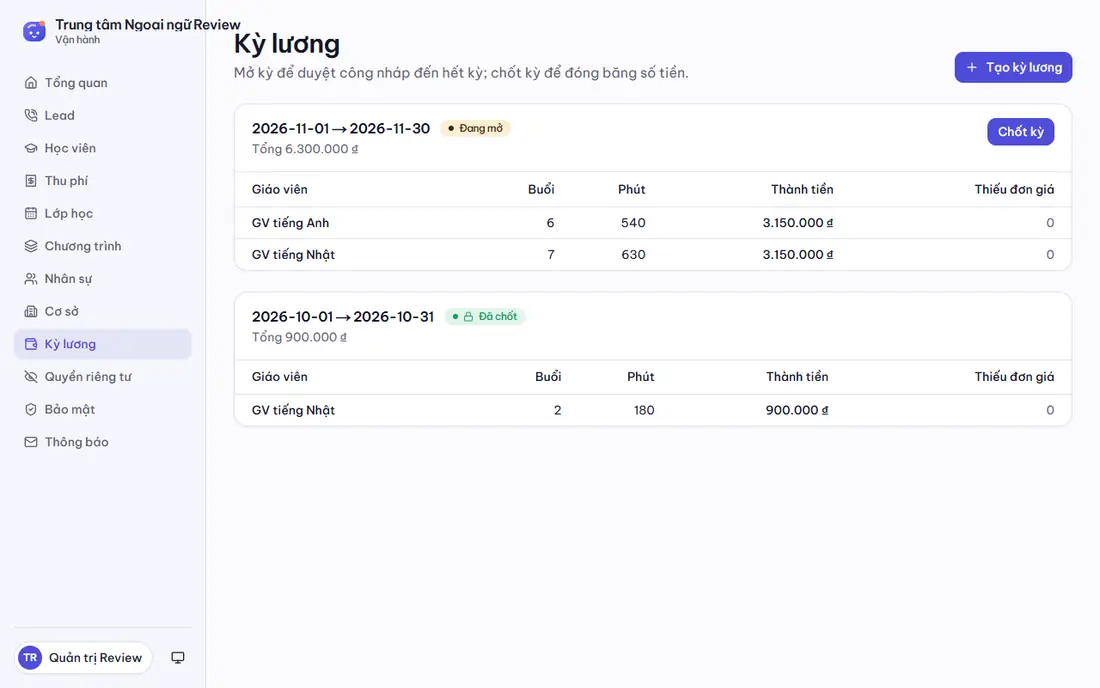 Trung tâm Ngoại ngữ Review
Vận hành
Tổng quan
Lead
Học viên
Thu phí
Lớp học
Chương trình
Nhân sự
Cơ sở
Kỳ lương
Quyền riêng tư
Bảo mật
Thông báo
TR Quản trị Review
Kỳ lương
Mở kỳ để duyệt công nháp đến hết kỳ; chốt kỳ để đóng băng số tiền.
+ Tạo kỳ lương
2026-11-01 → 2026-11-30 • Đang mở
Tổng 6.300.000 ₫
Chốt kỳ
Giáo viên Buổi Phút Thành tiền Thiếu đơn giá
GV tiếng Anh 6 540 3.150.000 ₫ 0
GV tiếng Nhật 7 630 3.150.000 ₫ 0
2026-10-01 → 2026-10-31 • Đã chốt
Tổng 900.000 ₫
Giáo viên Buổi Phút Thành tiền Thiếu đơn giá
GV tiếng Nhật 2 180 900.000 ₫ 0